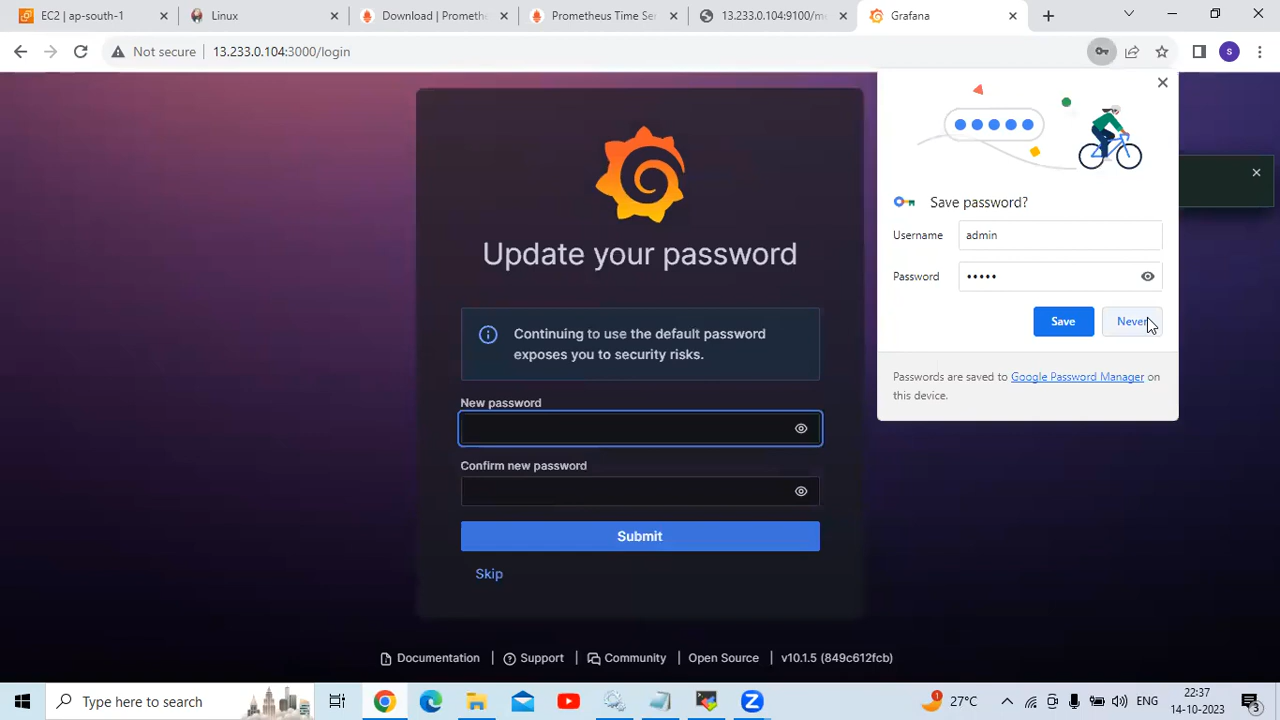 EC2 | ap-south-1
Linux
Download | Prometh
Prometheus Time Se
13.233.0.104:9100/m
Grafana
Not secure
13.233.0.104:3000/login
S
Save password?
Username
admin
Password
•••••
Save
Never
Passwords are saved to Google Password Manager on
this device.
Update your password
Continuing to use the default password
exposes you to security risks.
New password
Confirm new password
Submit
Skip
Documentation | Support | Community | Open Source | v10.1.5 (849c612fcb)
Type here to search
1
27°C
ENG
22:37
14-10-2023
3